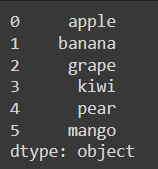 0     apple
1    banana
2     grape
3      kiwi
4      pear
5     mango
dtype: object